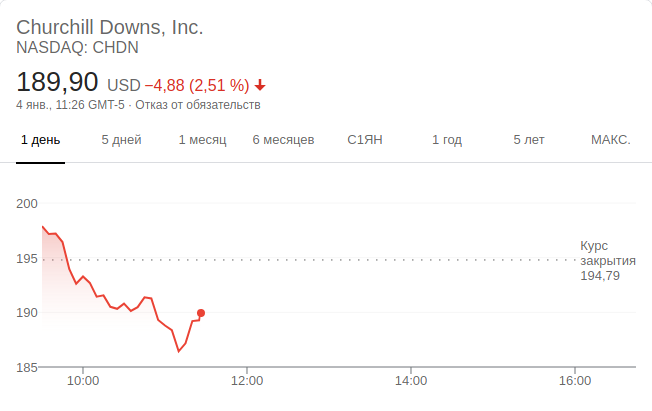 Churchill Downs, Inc.
NASDAQ: CHDN
189,90 USD −4,88 (2,51 %)
4 янв., 11:26 GMT-5 · Отказ от обязательств
1 день 5 дней 1 месяц 6 месяцев С1ЯН 1 год 5 лет МАКС.
200
195
190
185
Курс
закрытия
194,79
10:00 12:00 14:00 16:00